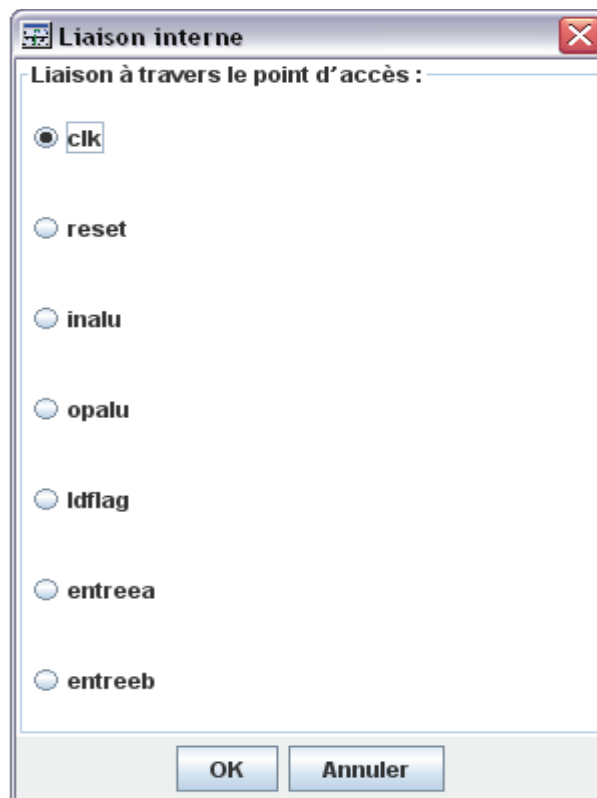 Liaison interne
Liaison à travers le point d'accès :
clk
reset
inalu
opalu
ldflag
entreea
entreeb
OK
Annuler